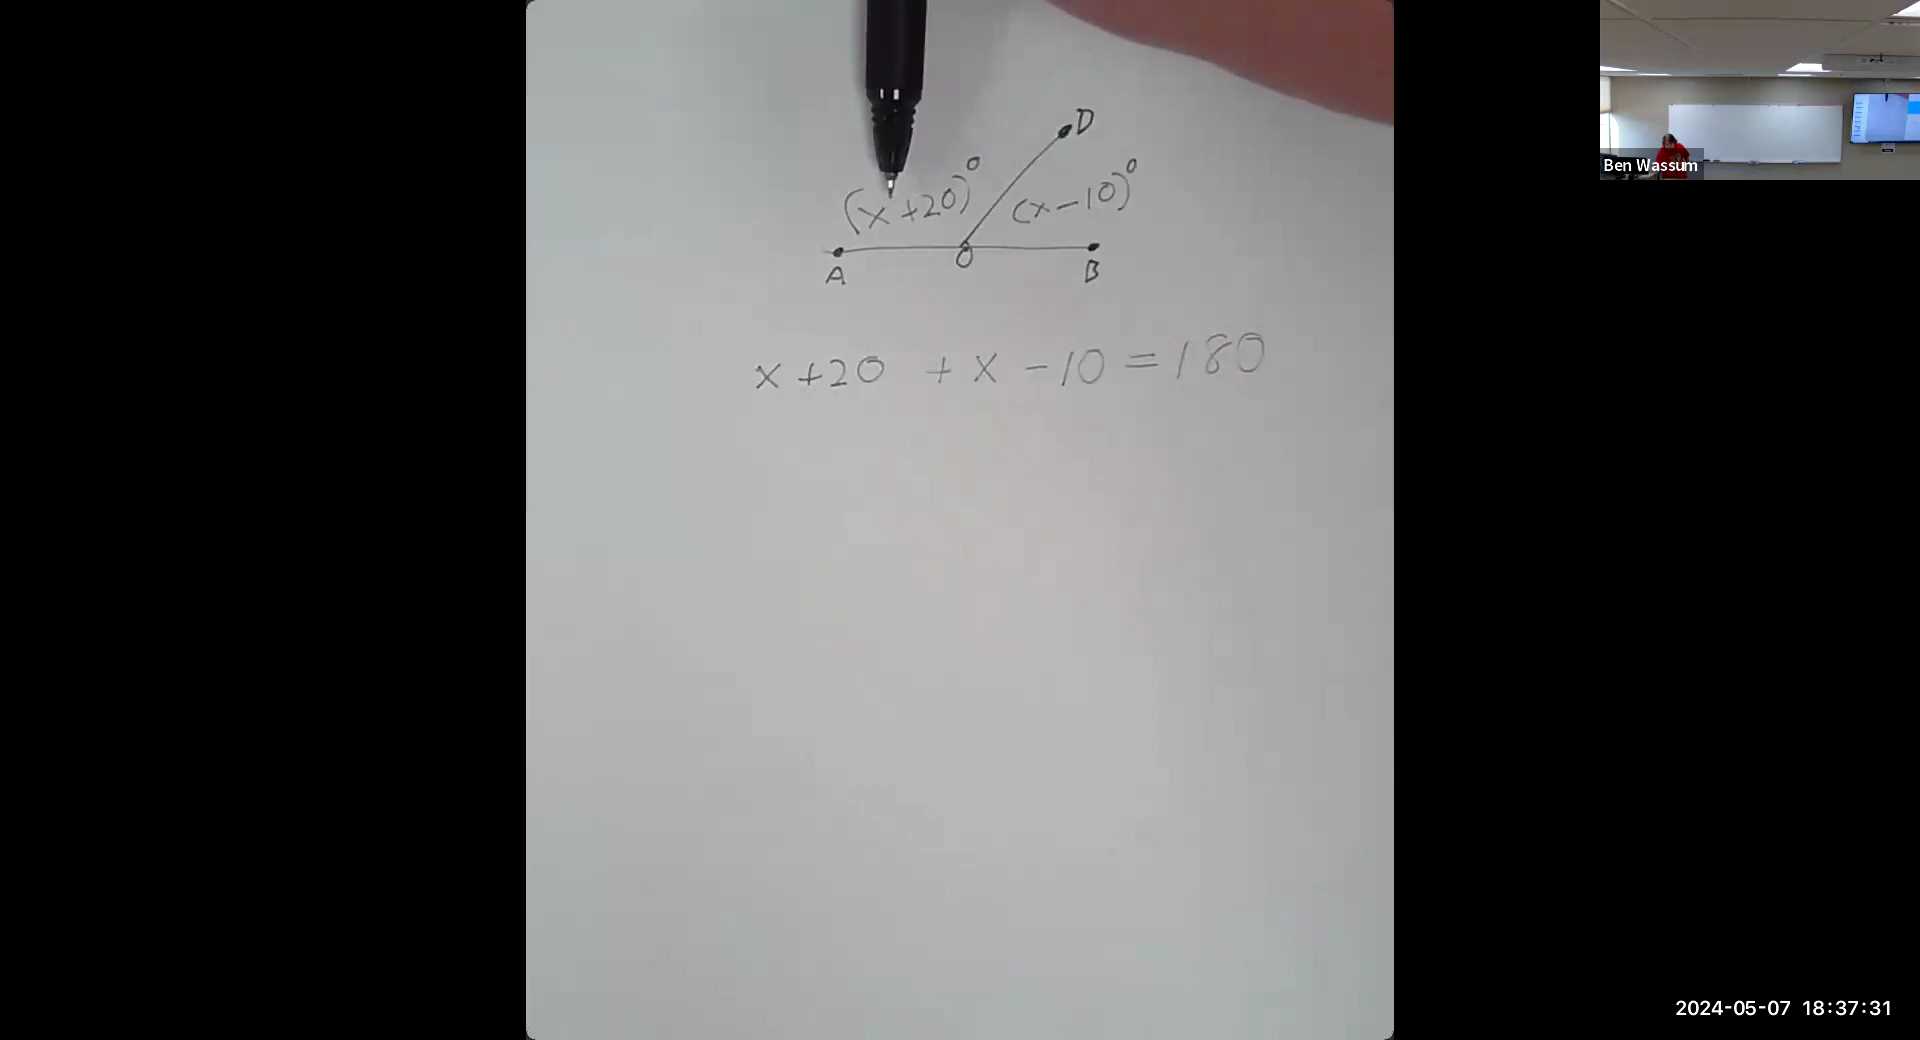 D
(x+20)° (x-10)°
A O B
x+20 + x -10 = 180
Ben Wassum
2024-05-07 18:37:31